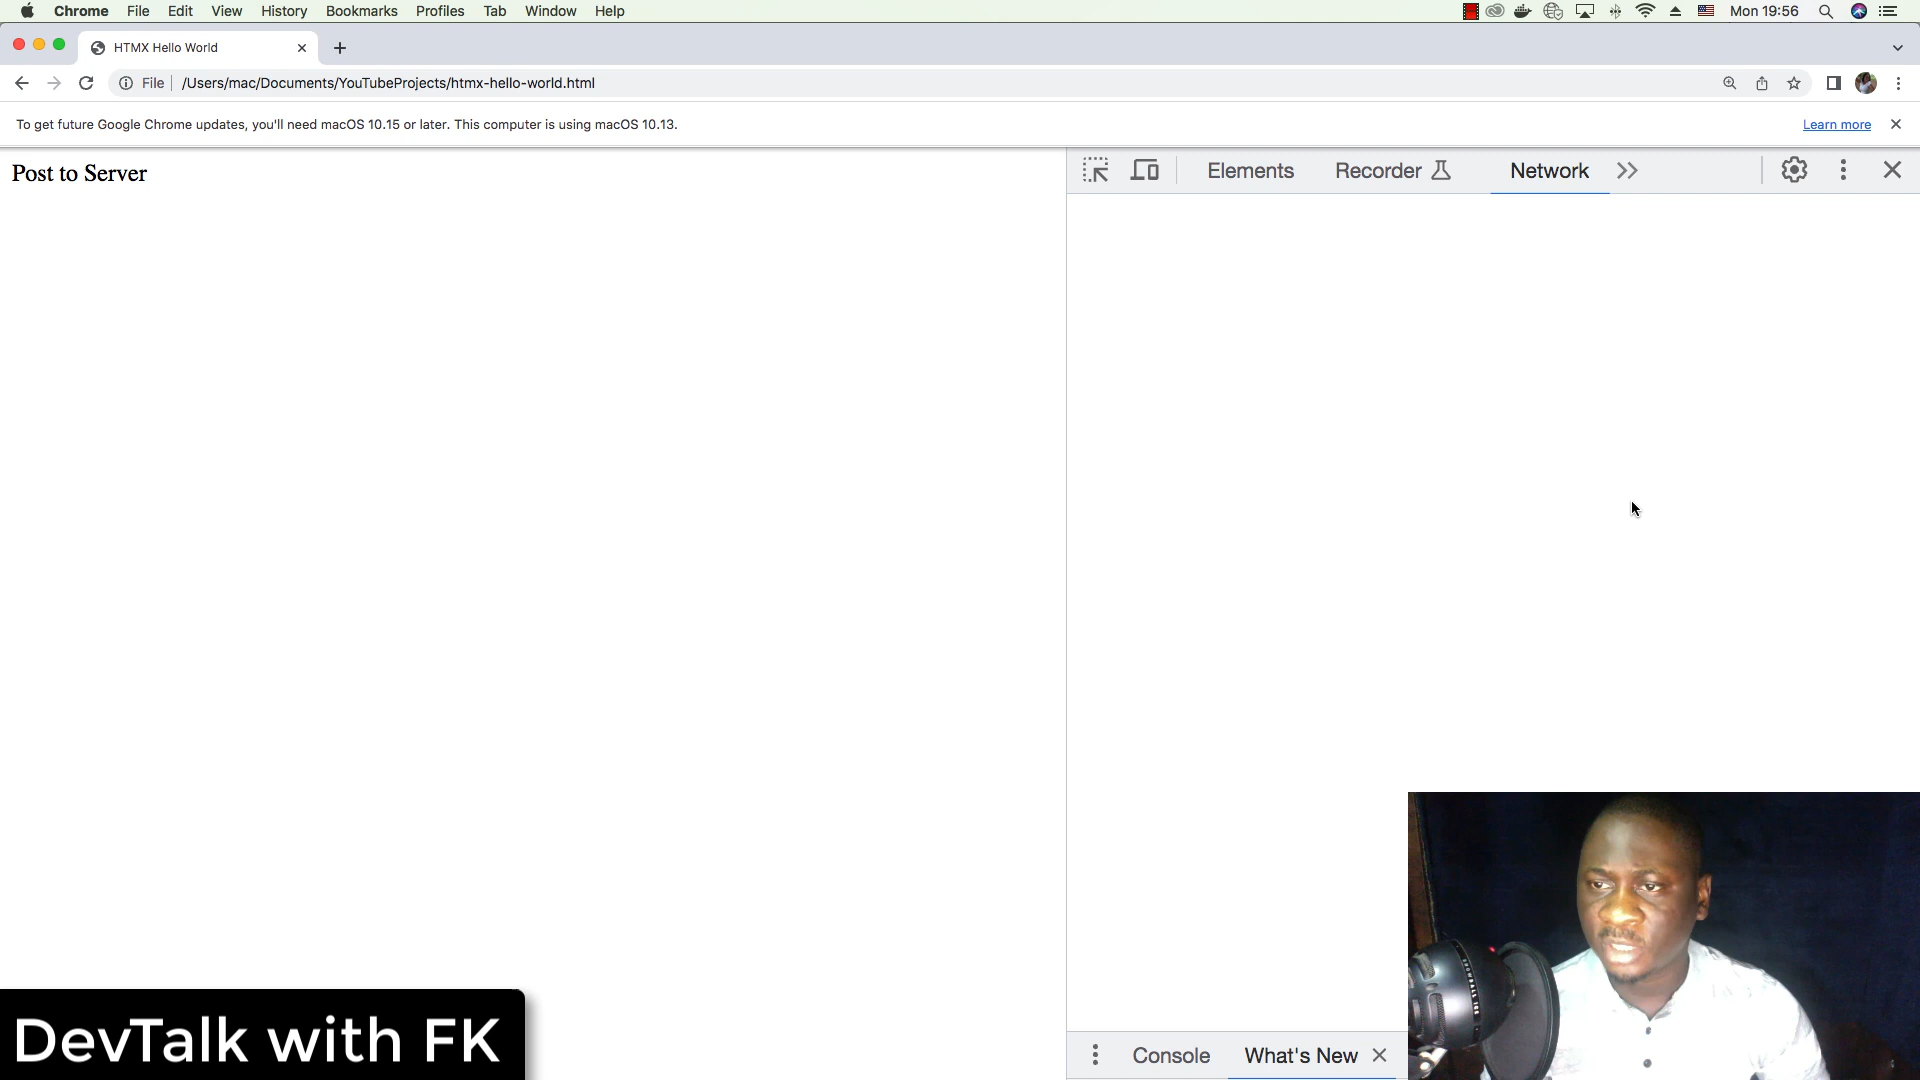 Chrome File Edit View History Bookmarks Profiles Tab Window Help Mon 19:56
HTMX Hello World
File /Users/mac/Documents/YouTubeProjects/htmx-hello-world.html
To get future Google Chrome updates, you'll need macOS 10.15 or later. This computer is using macOS 10.13. Learn more
Post to Server
Elements Recorder Network
Console What's New
DevTalk with FK